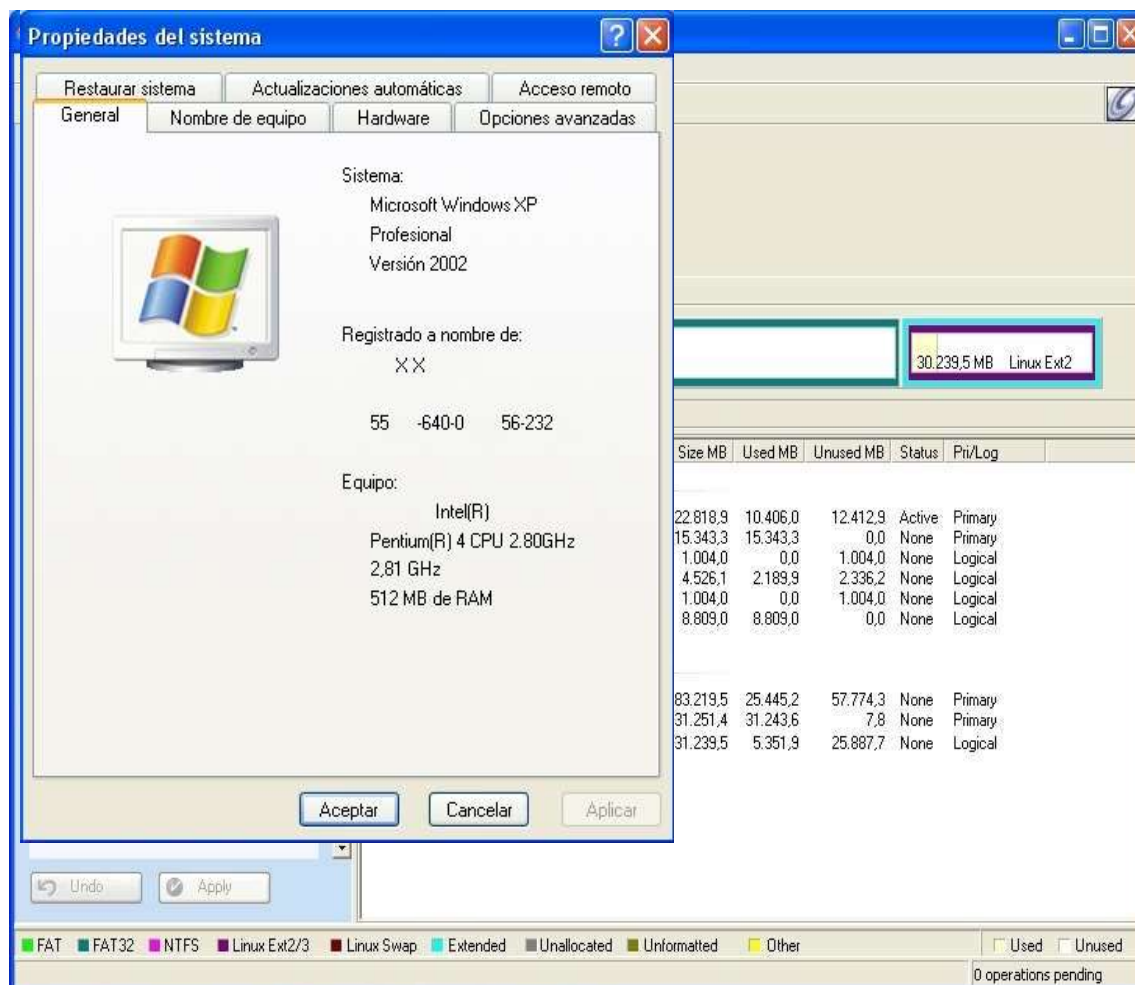 Propiedades del sistema
Restaurar sistema Actualizaciones automáticas Acceso remoto
General Nombre de equipo Hardware Opciones avanzadas
Sistema:
Microsoft Windows XP
Profesional
Versión 2002
Registrado a nombre de:
X X
55 -640-0 56-232
Equipo:
Intel(R)
Pentium(R) 4 CPU 2.80GHz
2,81 GHz
512 MB de RAM
Aceptar Cancelar Aplicar
30.239,5 MB Linux Ext2
Size MB Used MB Unused MB Status Pri/Log
22.818,9 10.406,0 12.412,9 Active Primary
15.343,3 15.343,3 0,0 None Primary
1.004,0 0,0 1.004,0 None Logical
4.526,1 2.189,9 2.336,2 None Logical
1.004,0 0,0 1.004,0 None Logical
8.809,0 8.809,0 0,0 None Logical
83.219,5 25.445,2 57.774,3 None Primary
31.251,4 31.243,6 7,8 None Primary
31.239,5 5.351,9 25.887,7 None Logical
Undo Apply
FAT FAT32 NTFS Linux Ext2/3 Linux Swap Extended Unallocated Unformatted Other Used Unused
0 operations pending